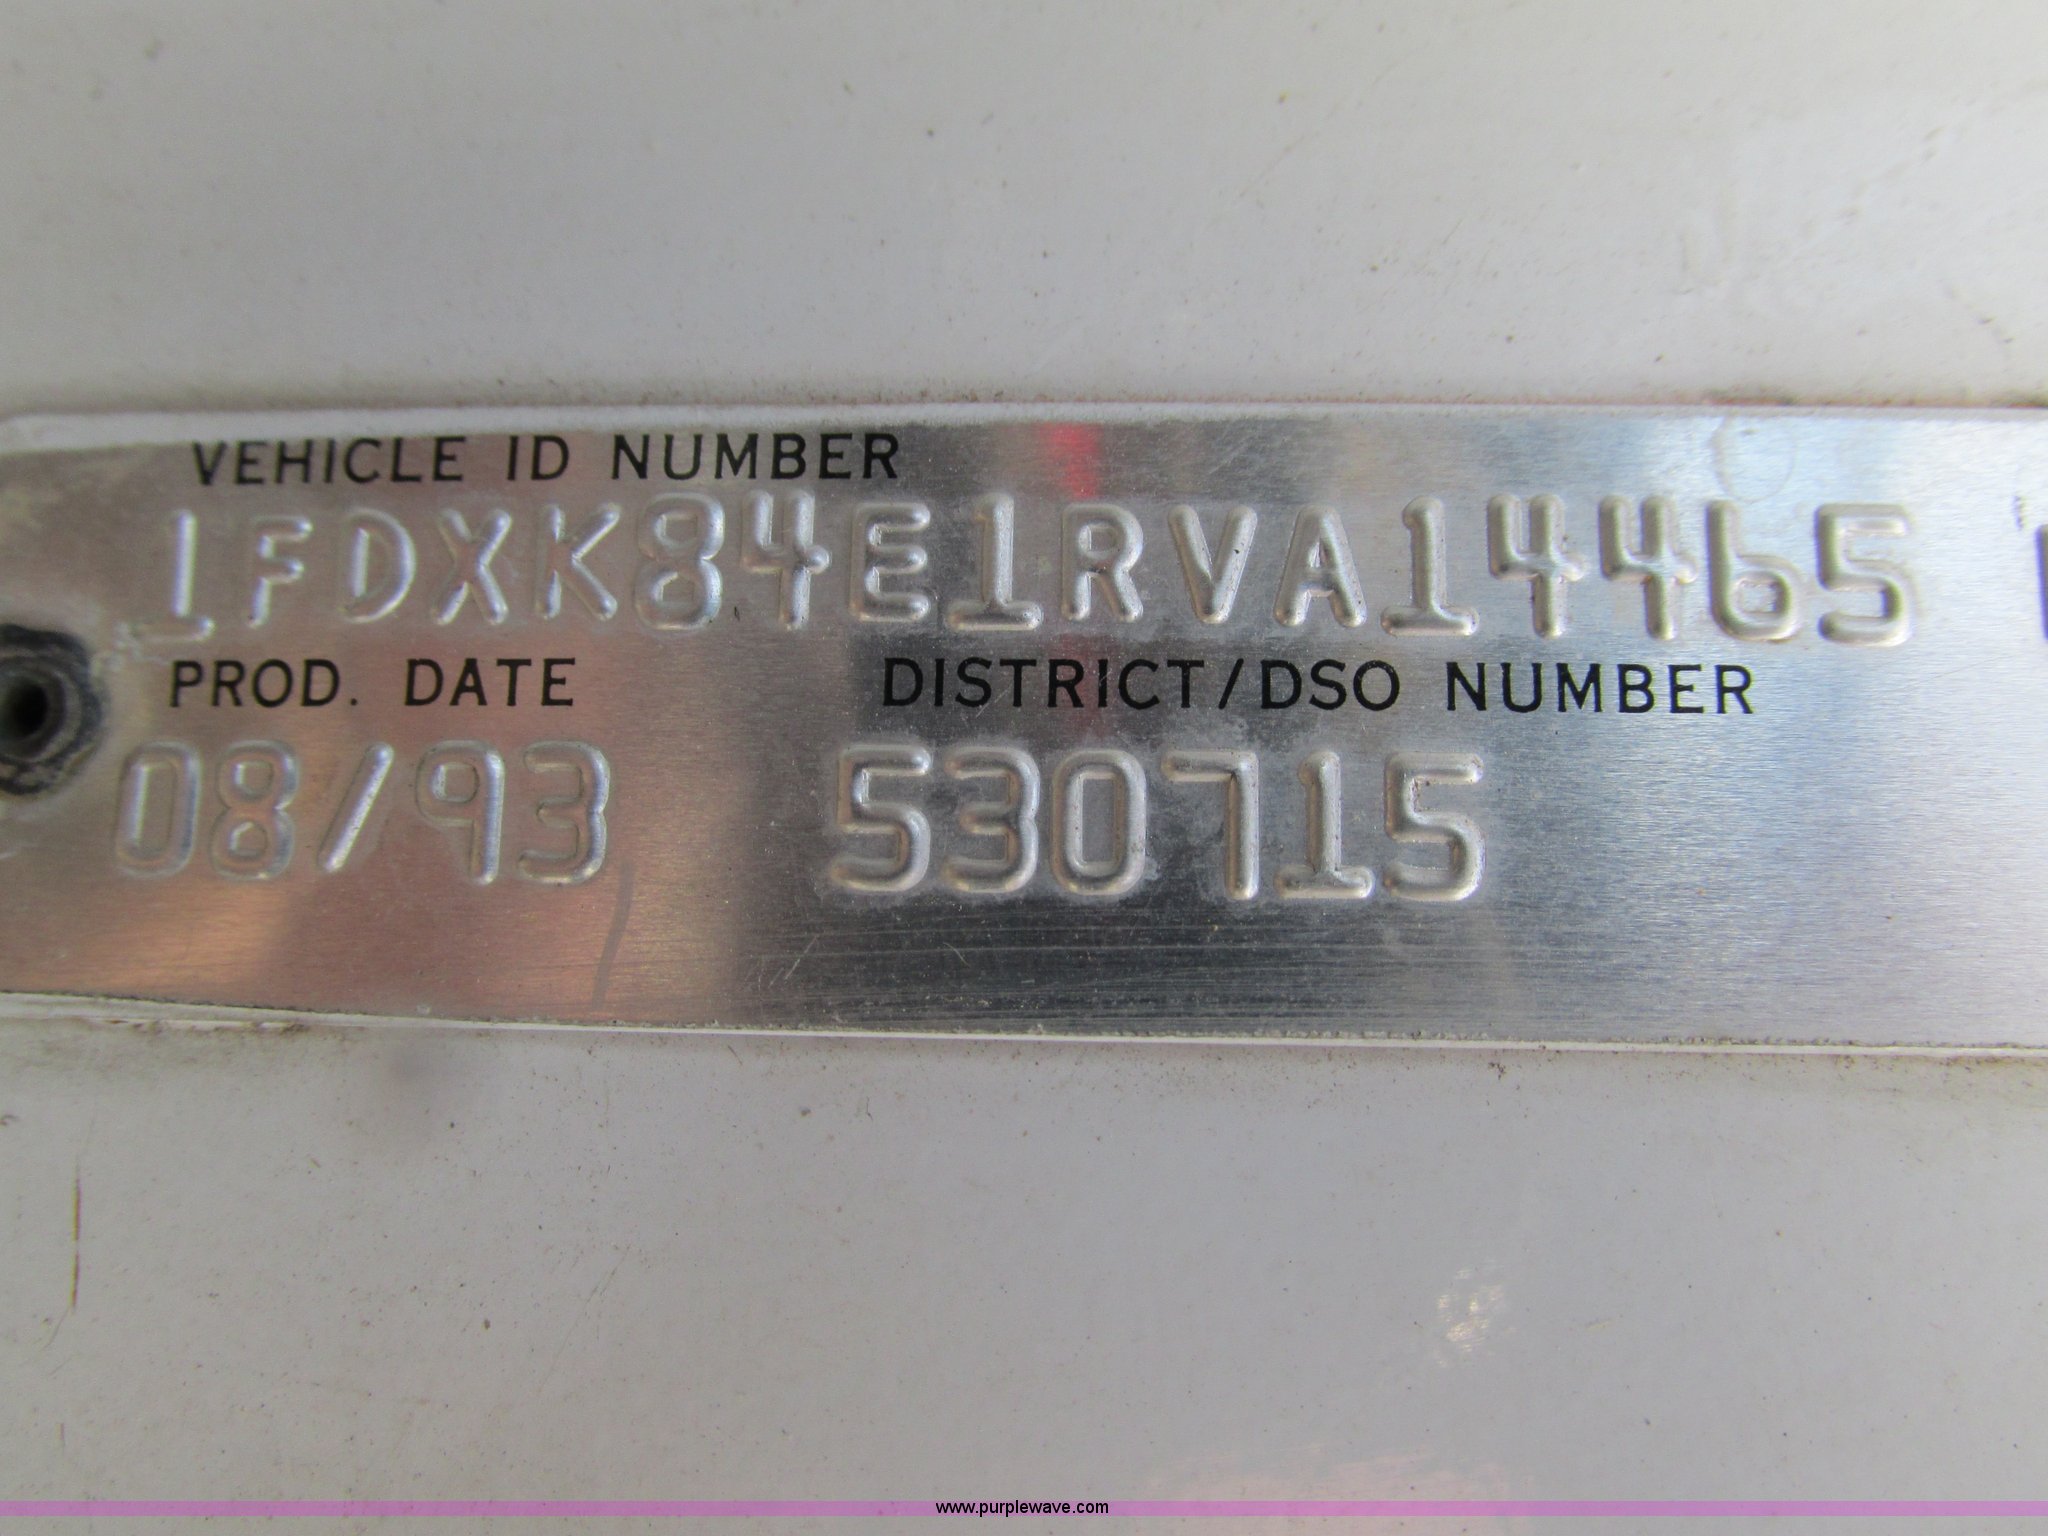 VEHICLE ID NUMBER
1FDXK84E1RVA14465
PROD. DATE DISTRICT/DSO NUMBER
08/93 530715
www.purplewave.com